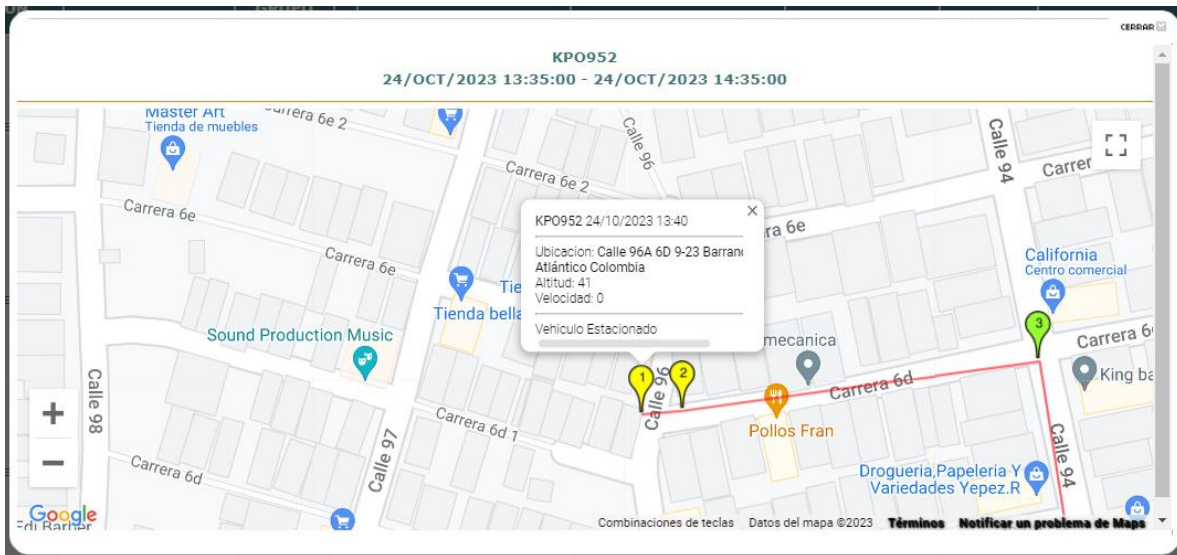 GRUPO
CERRAR
KPO952
24/OCT/2023 13:35:00 - 24/OCT/2023 14:35:00
Master Art
Tienda de muebles
Carrera 6e 2
Calle 96
Calle 94
Carrera 6e 2
Carrera 6e
Carrera 6e
KPO952 24/10/2023 13:40
Ubicacion: Calle 96A 6D 9-23 Barran
Atlántico Colombia
Altitud: 41
Velocidad: 0
Vehiculo Estacionado
California
Centro comercial
Tienda bella
Sound Production Music
mecanica
3
1
2
Carrera 6
King ba
Calle 98
Calle 96
Carrera 6d
Carrera 6d 1
Pollos Fran
Calle 97
Calle 94
Carrera 6d
Drogueria,Papeleria Y
Variedades Yepez.R
+
−
Google
Edi Barber
Combinaciones de teclas
Datos del mapa ©2023
Términos
Notificar un problema de Maps